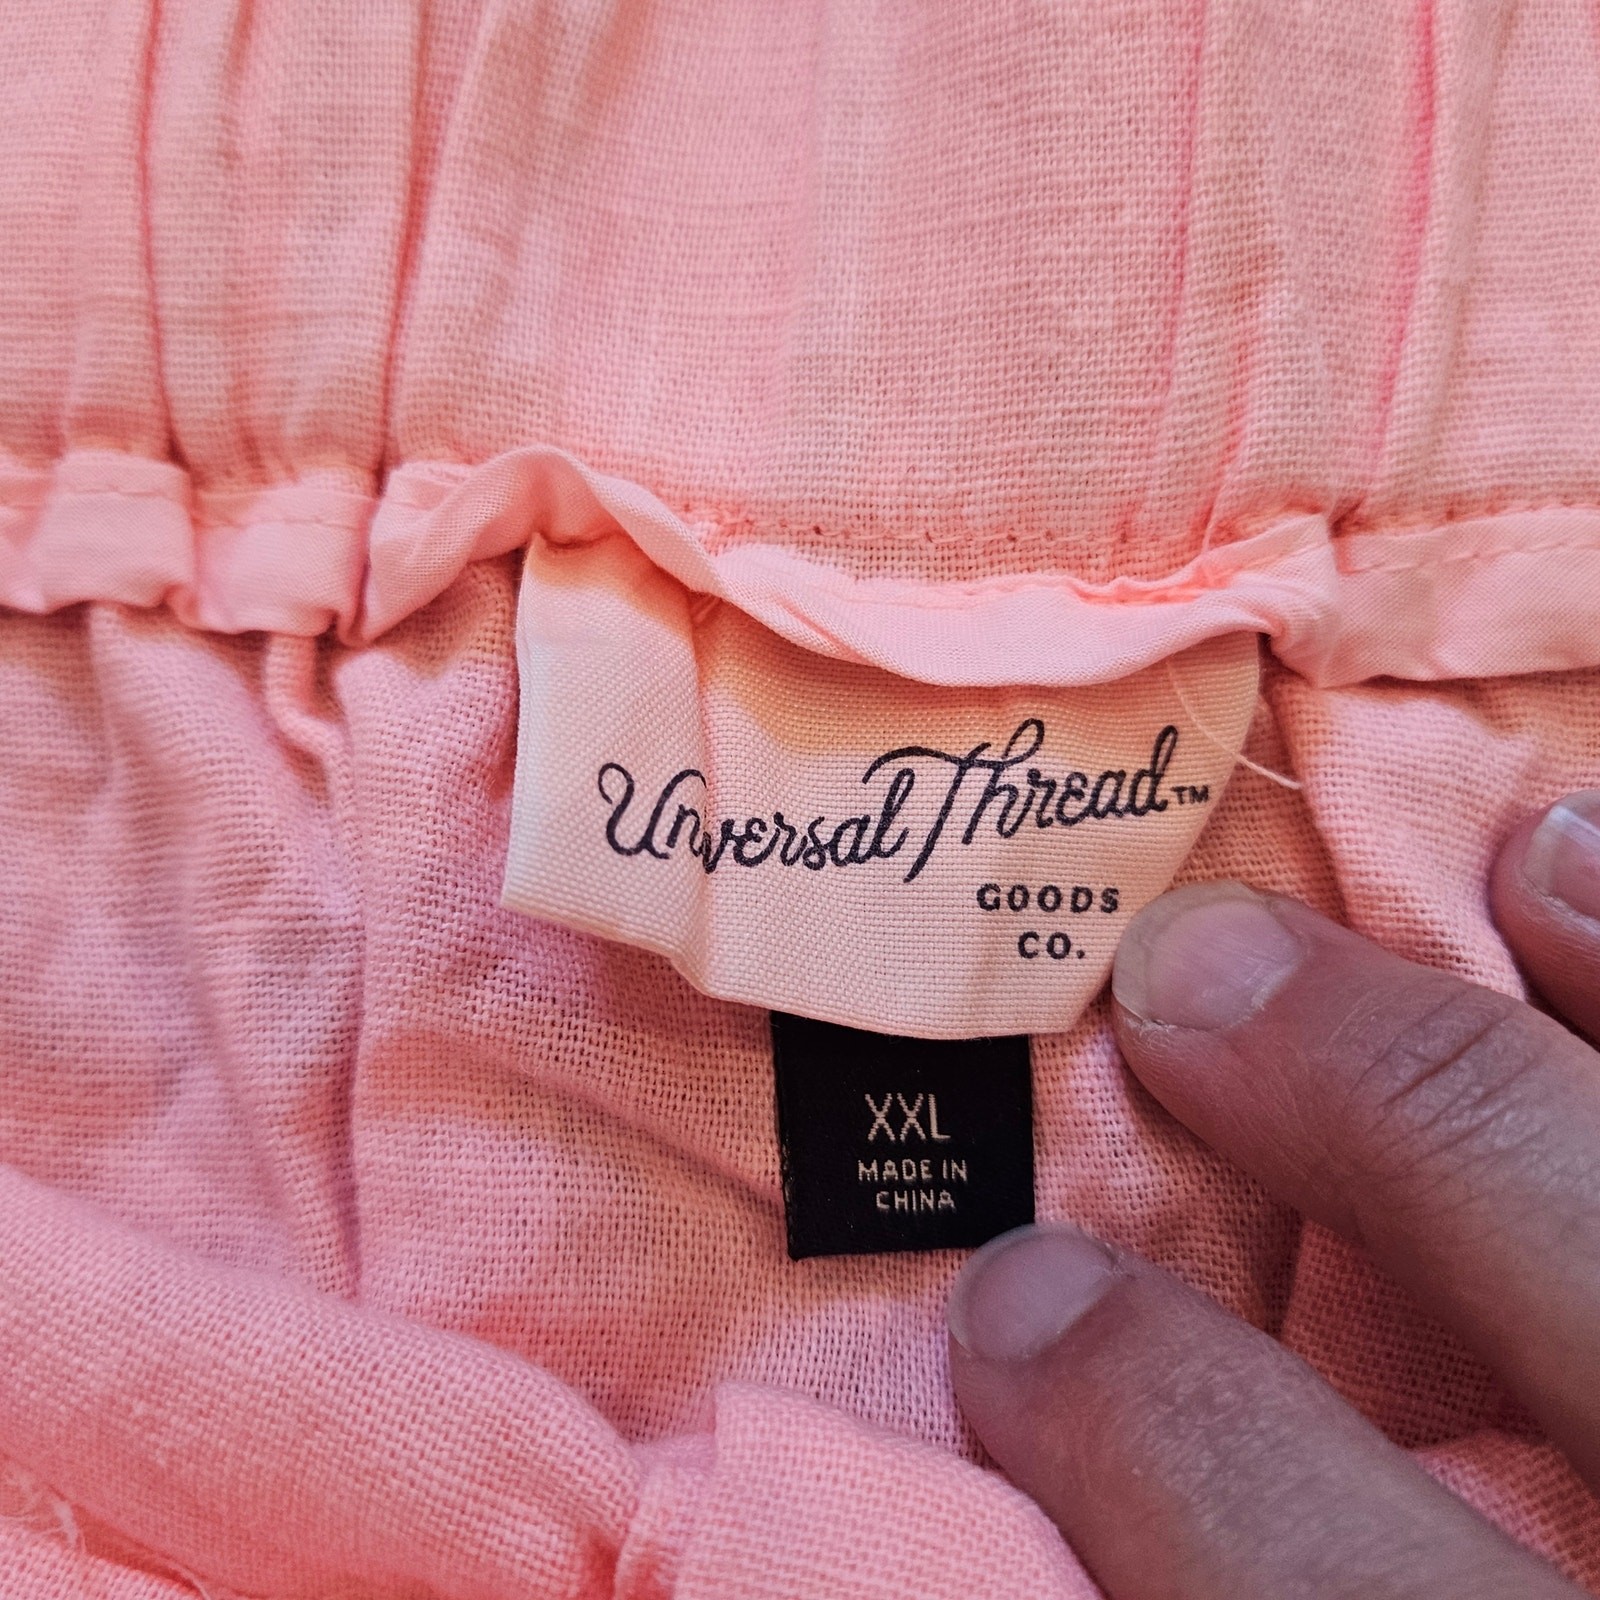 Universal Thread™
GOODS
CO.
XXL
MADE IN
CHINA